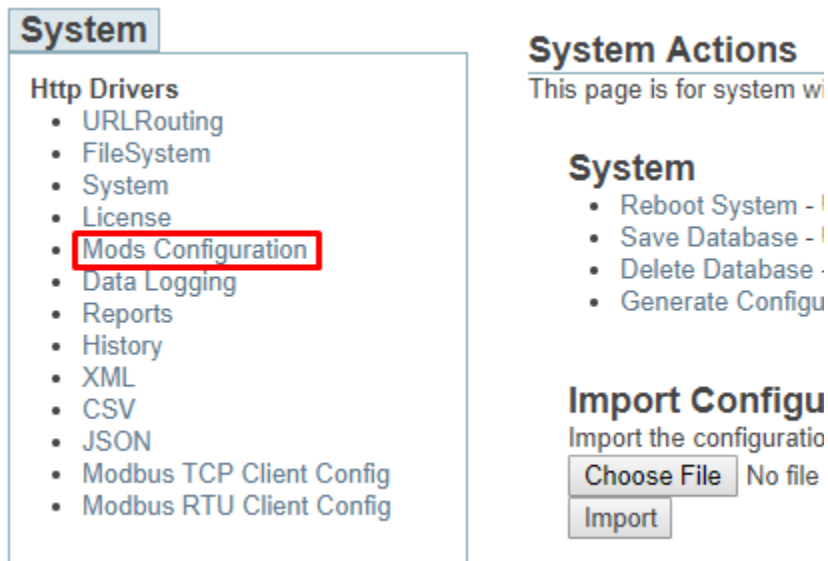 System
Http Drivers
URLRouting
FileSystem
System
License
Mods Configuration
Data Logging
Reports
History
XML
CSV
JSON
Modbus TCP Client Config
Modbus RTU Client Config
System Actions
This page is for system
System
Reboot System -
Save Database -
Delete Database -
Generate
Import
Import the
Choose File No file
Import